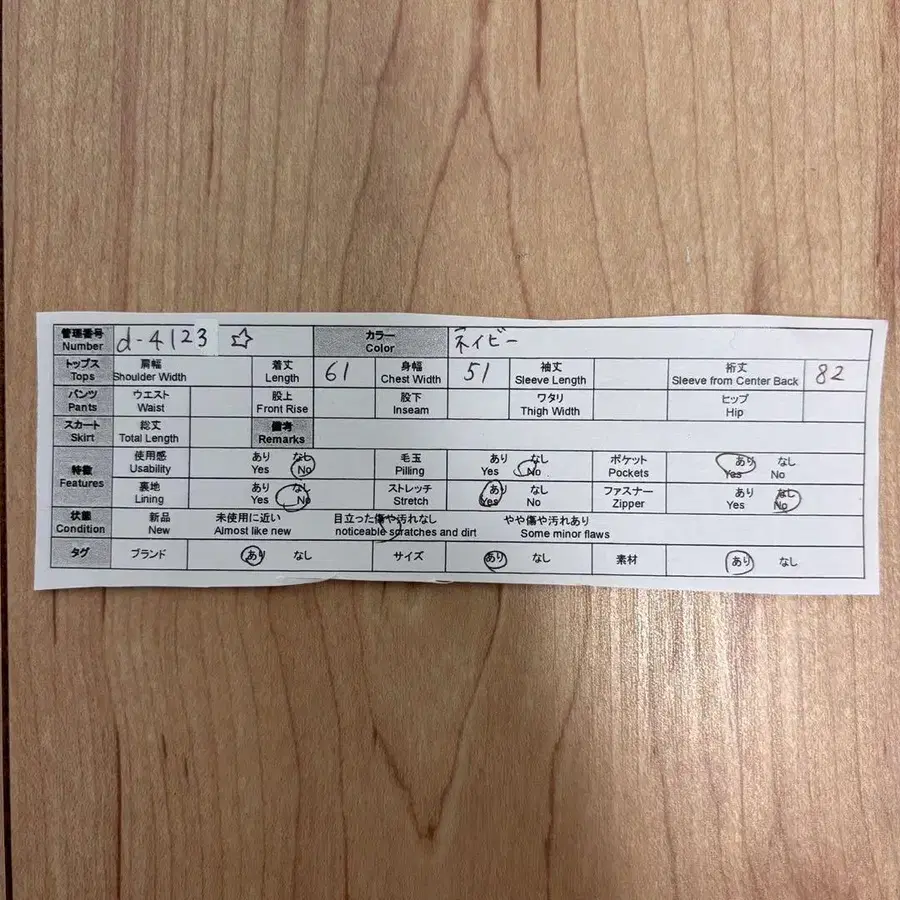 管理番号 d-4123 ☆ カラー ネイビー
Number Color
トップス 肩幅 着丈 61 身幅 51 袖丈 裄丈 82
Tops Shoulder Width Length Chest Width Sleeve Length Sleeve from Center Back
パンツ ウエスト 股上 股下 ワタリ ヒップ
Pants Waist Front Rise Inseam Thigh Width Hip
スカート 総丈 備考
Skirt Total Length Remarks
特徴 使用感 あり なし 毛玉 あり なし ポケット あり なし
Features Usability Yes No Pilling Yes No Pockets Yes No
裏地 あり なし ストレッチ あり なし ファスナー あり なし
Lining Yes No Stretch Yes No Zipper Yes No
状態 新品 未使用に近い 目立った傷や汚れなし やや傷や汚れあり
Condition New Almost like new noticeable scratches and dirt Some minor flaws
タグ ブランド あり なし サイズ あり なし 素材 あり なし